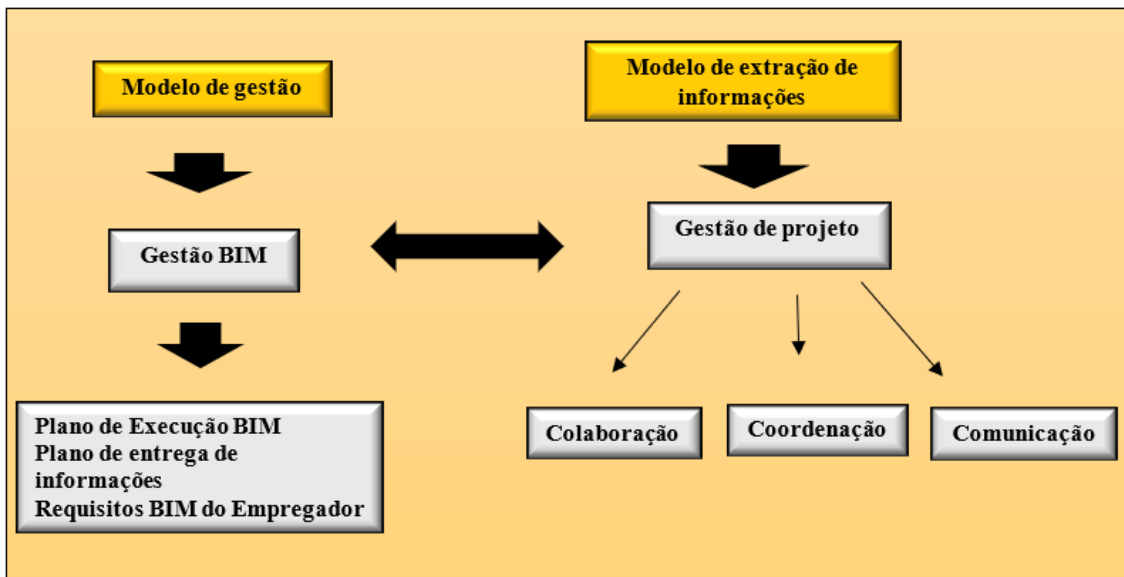 Modelo de gestão
Modelo de extração de
informações
Gestão BIM
Gestão de projeto
Plano de Execução BIM
Plano de entrega de
informações
Requisitos BIM do Empregador
Colaboração
Coordenação
Comunicação